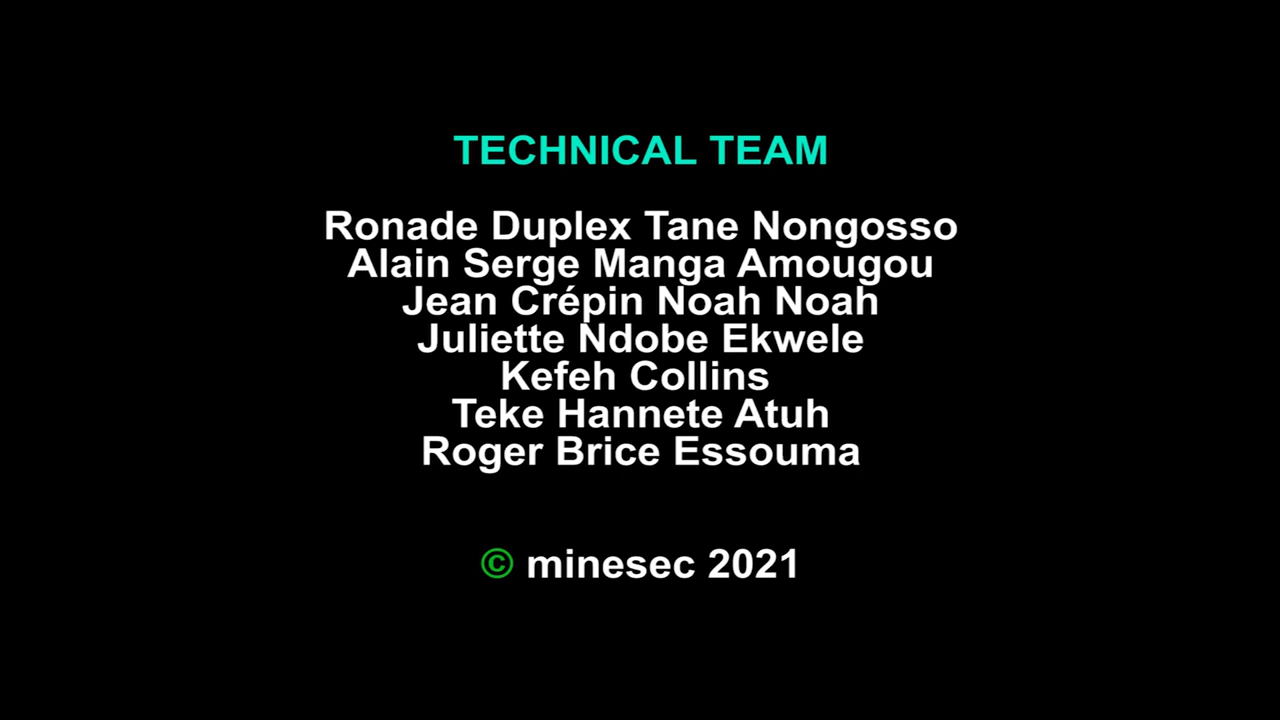 TECHNICAL TEAM
Ronade Duplex Tane Nongosso
Alain Serge Manga Amougou
Jean Crépin Noah Noah
Juliette Ndobe Ekwele
Kefeh Collins
Teke Hannete Atuh
Roger Brice Essouma
© minesec 2021